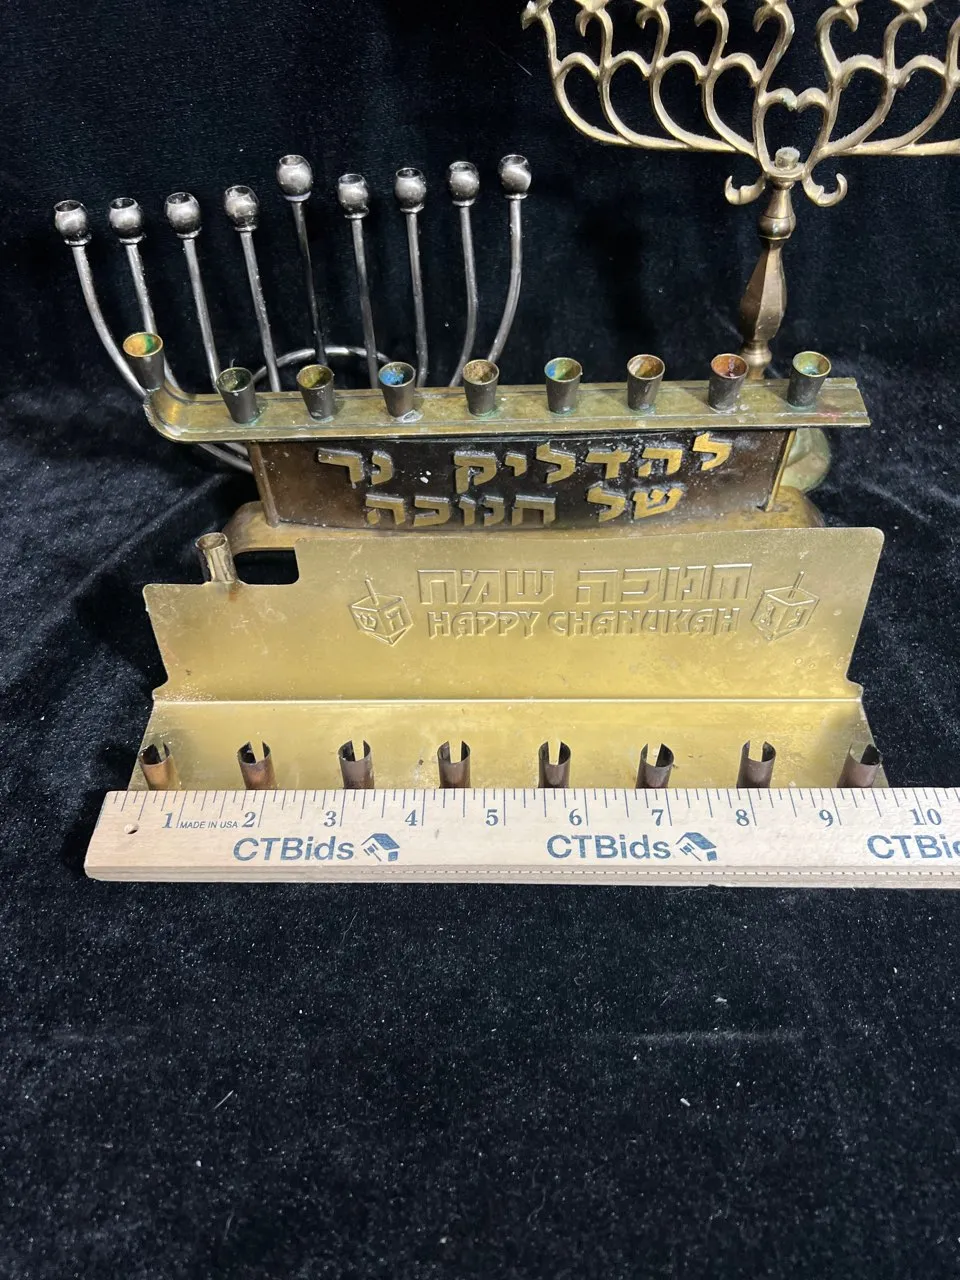 להדליק נר
של חנוכה
חנוכה שמח
HAPPY CHANUKAH
1 MADE IN USA 2 3 4 5 6 7 8 9 10
CTBids CTBids CTBi